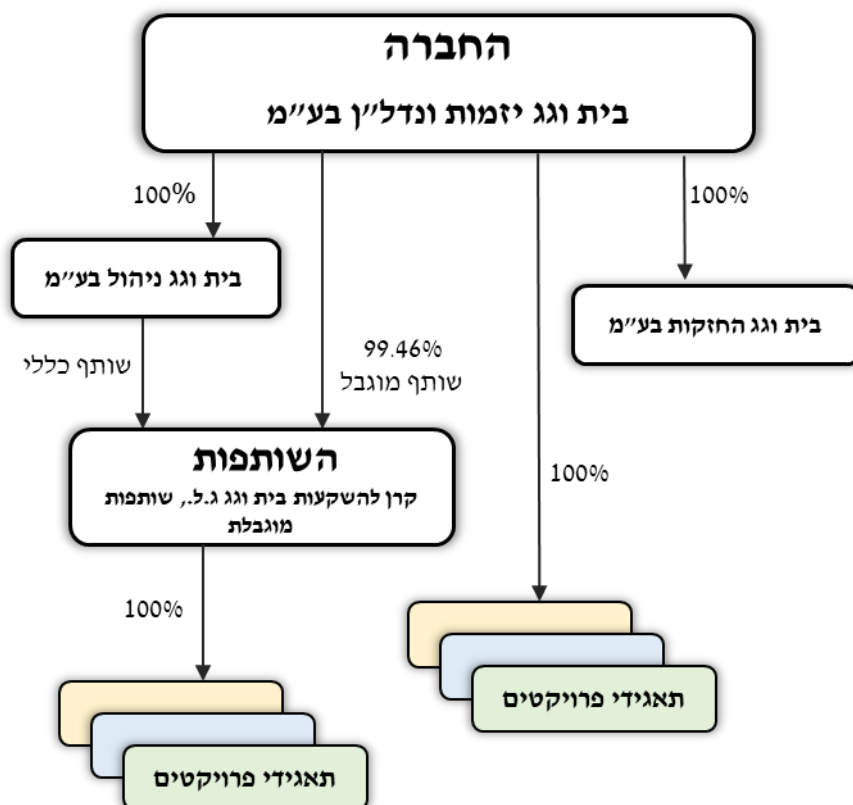 החברה
בית וגג יזמות ונדל״ן בע״מ
100%
100%
בית וגג ניהול בע״מ
בית וגג החזקות בע״מ
שותף כללי
99.46%
שותף מוגבל
השותפות
קרן להשקעות בית וגג ג.ל., שותפות
מוגבלת
100%
100%
תאגידי פרויקטים
תאגידי פרויקטים